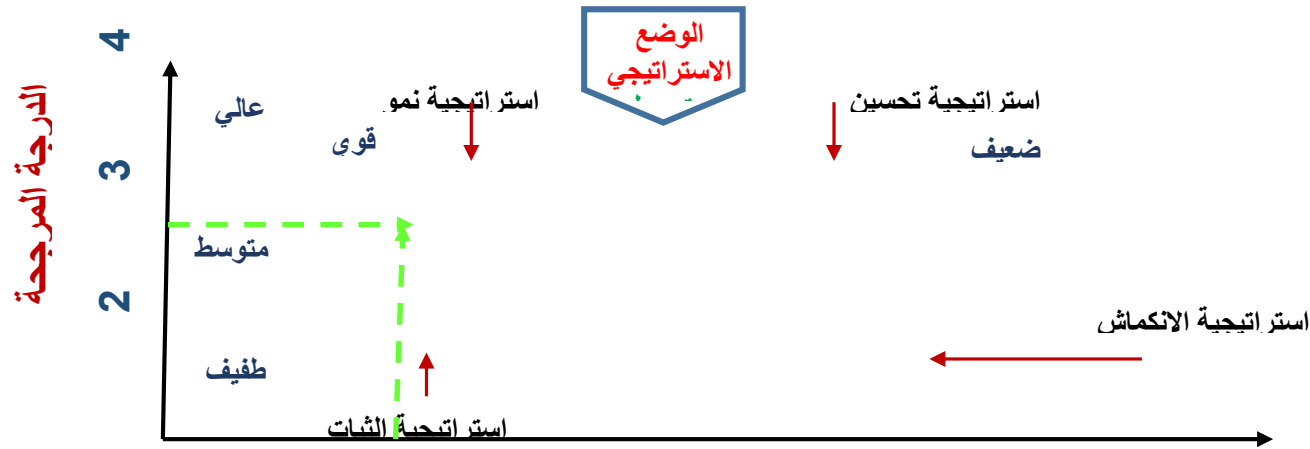 الوضع
الاستراتيجي
4
3
2
الدرجة المرجحة
استراتيجية نمو
استراتيجية تحسين
عالي
قوي
ضعيف
متوسط
استراتيجية الانكماش
طفيف
استراتيجية الثبات